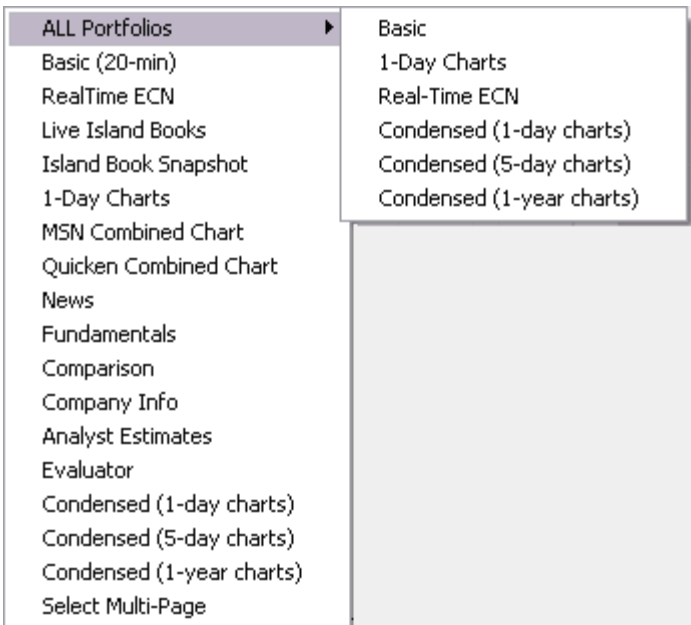 ALL Portfolios
Basic (20-min)
RealTime ECN
Live Island Books
Island Book Snapshot
1-Day Charts
MSN Combined Chart
Quicken Combined Chart
News
Fundamentals
Comparison
Company Info
Analyst Estimates
Evaluator
Condensed (1-day charts)
Condensed (5-day charts)
Condensed (1-year charts)
Select Multi-Page
Basic
1-Day Charts
Real-Time ECN
Condensed (1-day charts)
Condensed (5-day charts)
Condensed (1-year charts)